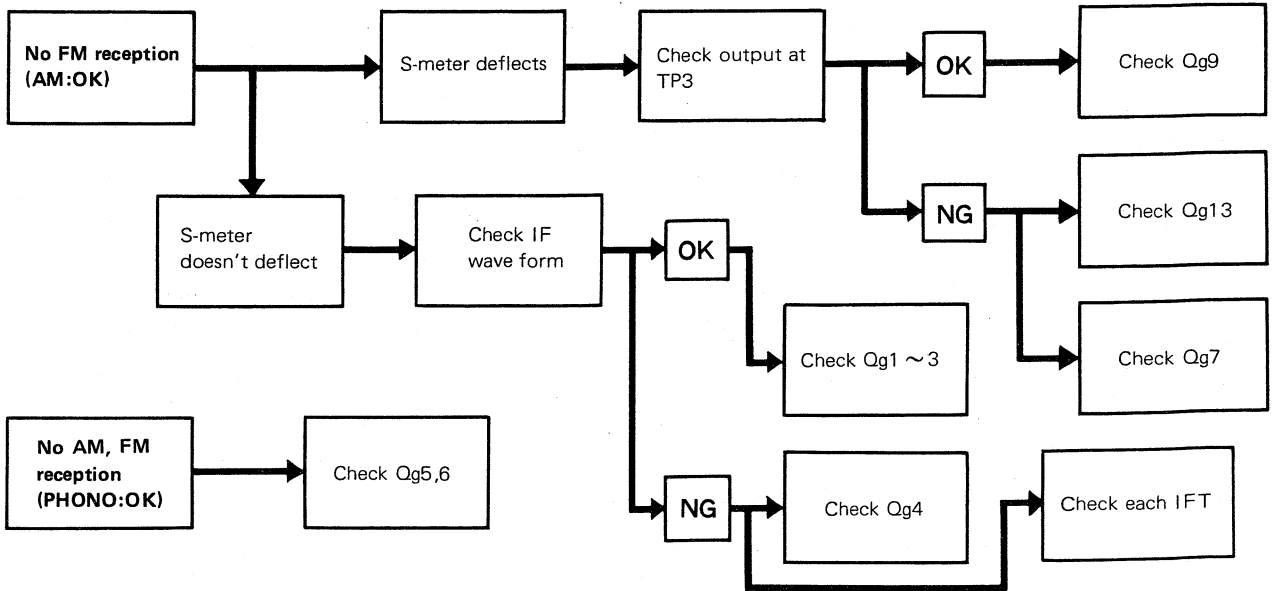 No FM reception
(AM:OK)
S-meter deflects
Check output at
TP3
OK
Check Qg9
NG
Check Qg13
Check Qg7
S-meter
doesn't deflect
Check IF
wave form
OK
Check Qg1 ~ 3
NG
Check Qg4
Check each IFT
No AM, FM
reception
(PHONO:OK)
Check Qg5,6